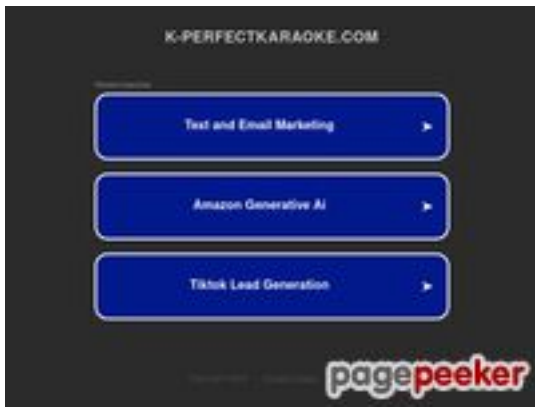 K-PERFECTKARAOKE.COM
Text and Email Marketing
Amazon Generative Ai
Tiktok Lead Generation
pagepeeker